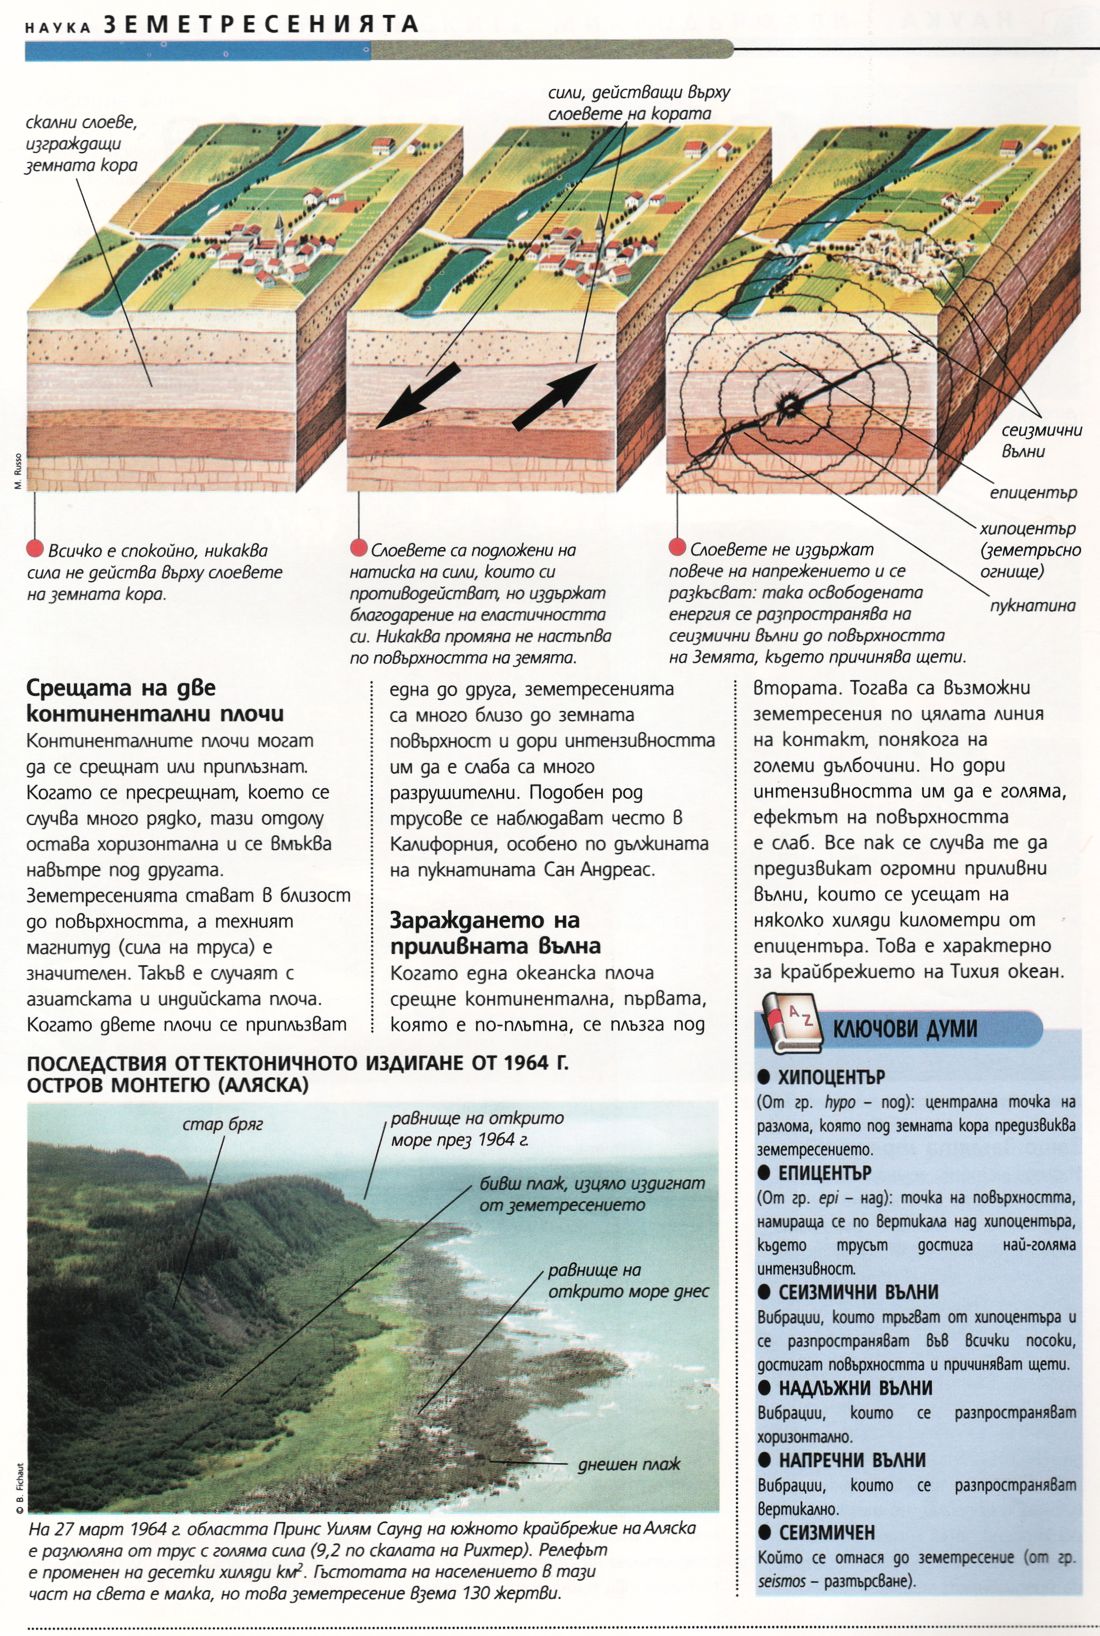 НАУКА ЗЕМЕТРЕСЕНИЯТА
скални слоеве,
изграждащи
земната кора
сили, действащи върху
слоевете на кората
сеизмични
вълни
епицентър
хипоцентър
(земетръсно
огнище)
пукнатина
M. Russo
Всичко е спокойно, никаква
сила не действа върху слоевете
на земната кора.
Слоевете са подложени на
натиска на сили, които си
противодействат, но издържат
благодарение на еластичността
си. Никаква промяна не настъпва
по повърхността на земята.
Слоевете не издържат
повече на напрежението и се
разкъсват: така освободената
енергия се разпространява на
сеизмични вълни до повърхността
на Земята, където причинява щети.
Срещата на две
континентални плочи
Континенталните плочи могат
да се срещнат или приплъзнат.
Когато се пресрещнат, което се
случва много рядко, тази отдолу
остава хоризонтална и се вмъква
навътре под другата.
Земетресенията стават в близост
до повърхността, а техният
магнитуд (сила на труса) е
значителен. Такъв е случаят с
азиатската и индийската плоча.
Когато двете плочи се приплъзват
една до друга, земетресенията
са много близо до земната
повърхност и дори интензивността
им да е слаба са много
разрушителни. Подобен род
трусове се наблюдават често в
Калифорния, особено по дължината
на пукнатината Сан Андреас.
Зараждането на
приливната вълна
Когато една океанска плоча
срещне континентална, първата,
която е по-плътна, се плъзга под
втората. Тогава са възможни
земетресения по цялата линия
на контакт, понякога на
големи дълбочини. Но дори
интензивността им да е голяма,
ефектът на повърхността
е слаб. Все пак се случва те да
предизвикат огромни приливни
вълни, които се усещат на
няколко хиляди километри от
епицентъра. Това е характерно
за крайбрежието на Тихия океан.
ПОСЛЕДСТВИЯ ОТ ТЕКТОНИЧНОТО ИЗДИГАНЕ ОТ 1964 Г.
ОСТРОВ МОНТЕГЮ (АЛЯСКА)
стар бряг
равнище на открито
море през 1964 г.
бивш плаж, изцяло издигнат
от земетресението
равнище на
открито море днес
днешен плаж
© B. Fichaut
На 27 март 1964 г. областта Принс Уилям Саунд на южното крайбрежие на Аляска
е разлюляна от трус с голяма сила (9,2 по скалата на Рихтер). Релефът
е променен на десетки хиляди км². Гъстотата на населението в тази
част на света е малка, но това земетресение взема 130 жертви.
A Z
КЛЮЧОВИ ДУМИ
● ХИПОЦЕНТЪР
(От гр. hypo – под): централна точка на
разлома, която под земната кора предизвиква
земетресението.
● ЕПИЦЕНТЪР
(От гр. epi – над): точка на повърхността,
намираща се по вертикала над хипоцентъра,
където трусът достига най-голяма
интензивност.
● СЕИЗМИЧНИ ВЪЛНИ
Вибрации, които тръгват от хипоцентъра и
се разпространяват във всички посоки,
достигат повърхността и причиняват щети.
● НАДЛЪЖНИ ВЪЛНИ
Вибрации, които се разпространяват
хоризонтално.
● НАПРЕЧНИ ВЪЛНИ
Вибрации, които се разпространяват
вертикално.
● СЕИЗМИЧЕН
Който се отнася до земетресение (от гр.
seismos – разтърсване).